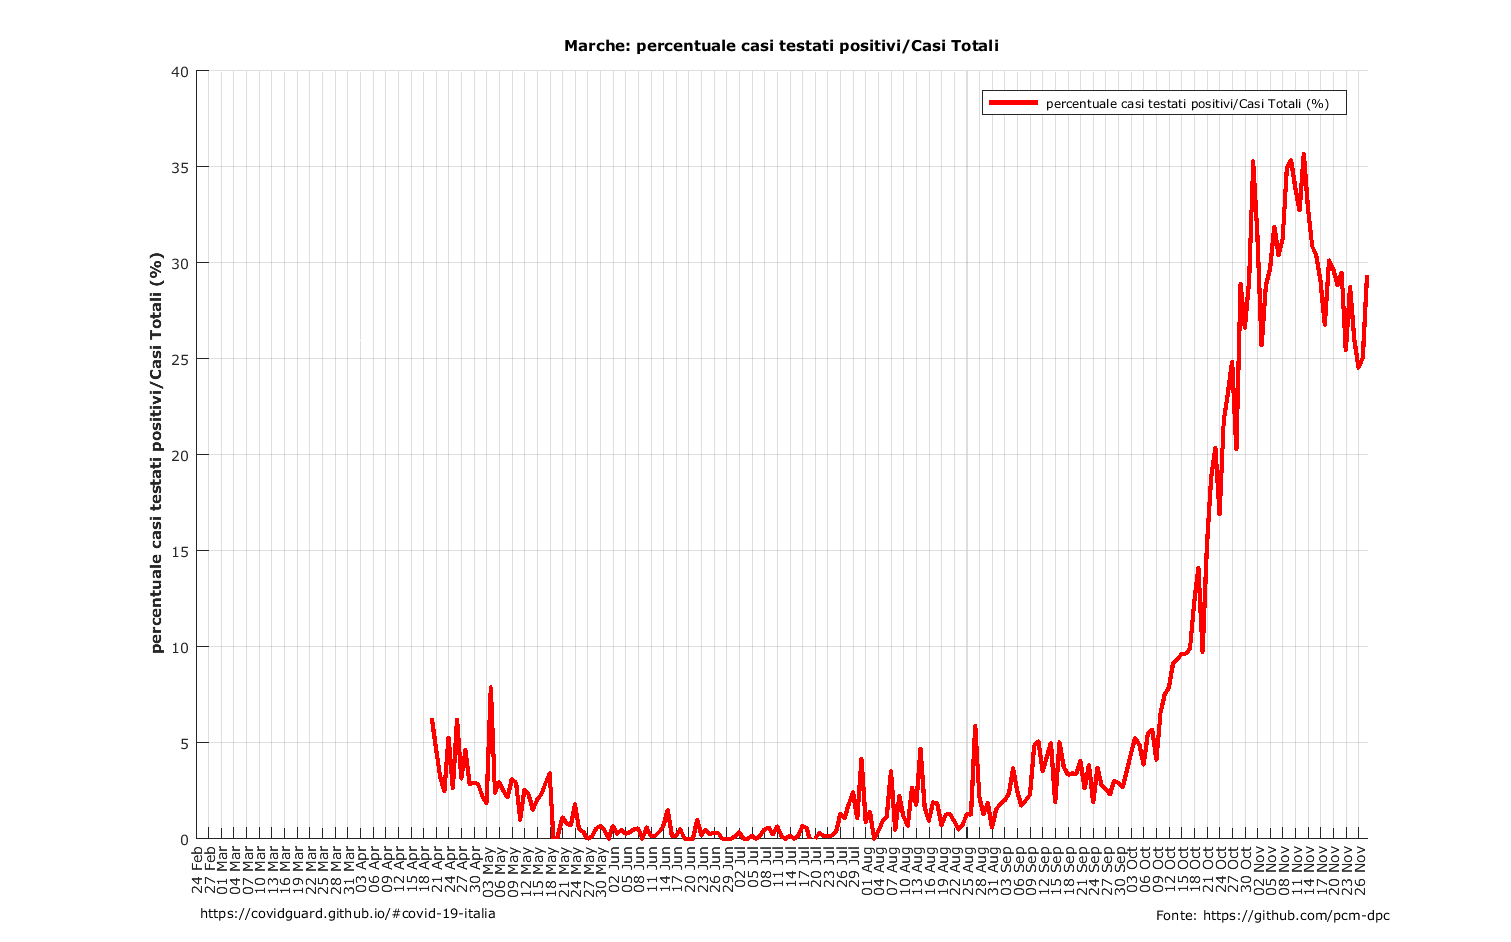 Marche: percentuale casi testati positivi/Casi Totali
percentuale casi testati positivi/Casi Totali (%)
percentuale casi testati positivi/Casi Totali (%)
40
35
30
25
20
15
10
5
0
24 Feb
27 Feb
01 Mar
04 Mar
07 Mar
10 Mar
13 Mar
16 Mar
19 Mar
22 Mar
25 Mar
28 Mar
31 Mar
03 Apr
06 Apr
09 Apr
12 Apr
15 Apr
18 Apr
21 Apr
24 Apr
27 Apr
30 Apr
03 May
06 May
09 May
12 May
15 May
18 May
21 May
24 May
27 May
30 May
02 Jun
05 Jun
08 Jun
11 Jun
14 Jun
17 Jun
20 Jun
23 Jun
26 Jun
29 Jun
02 Jul
05 Jul
08 Jul
11 Jul
14 Jul
17 Jul
20 Jul
23 Jul
26 Jul
29 Jul
01 Aug
04 Aug
07 Aug
10 Aug
13 Aug
16 Aug
19 Aug
22 Aug
25 Aug
28 Aug
31 Aug
03 Sep
06 Sep
09 Sep
12 Sep
15 Sep
18 Sep
21 Sep
24 Sep
27 Sep
30 Sep
03 Oct
06 Oct
09 Oct
12 Oct
15 Oct
18 Oct
21 Oct
24 Oct
27 Oct
30 Oct
02 Nov
05 Nov
08 Nov
11 Nov
14 Nov
17 Nov
20 Nov
23 Nov
26 Nov
https://covidguard.github.io/#covid-19-italia
Fonte: https://github.com/pcm-dpc